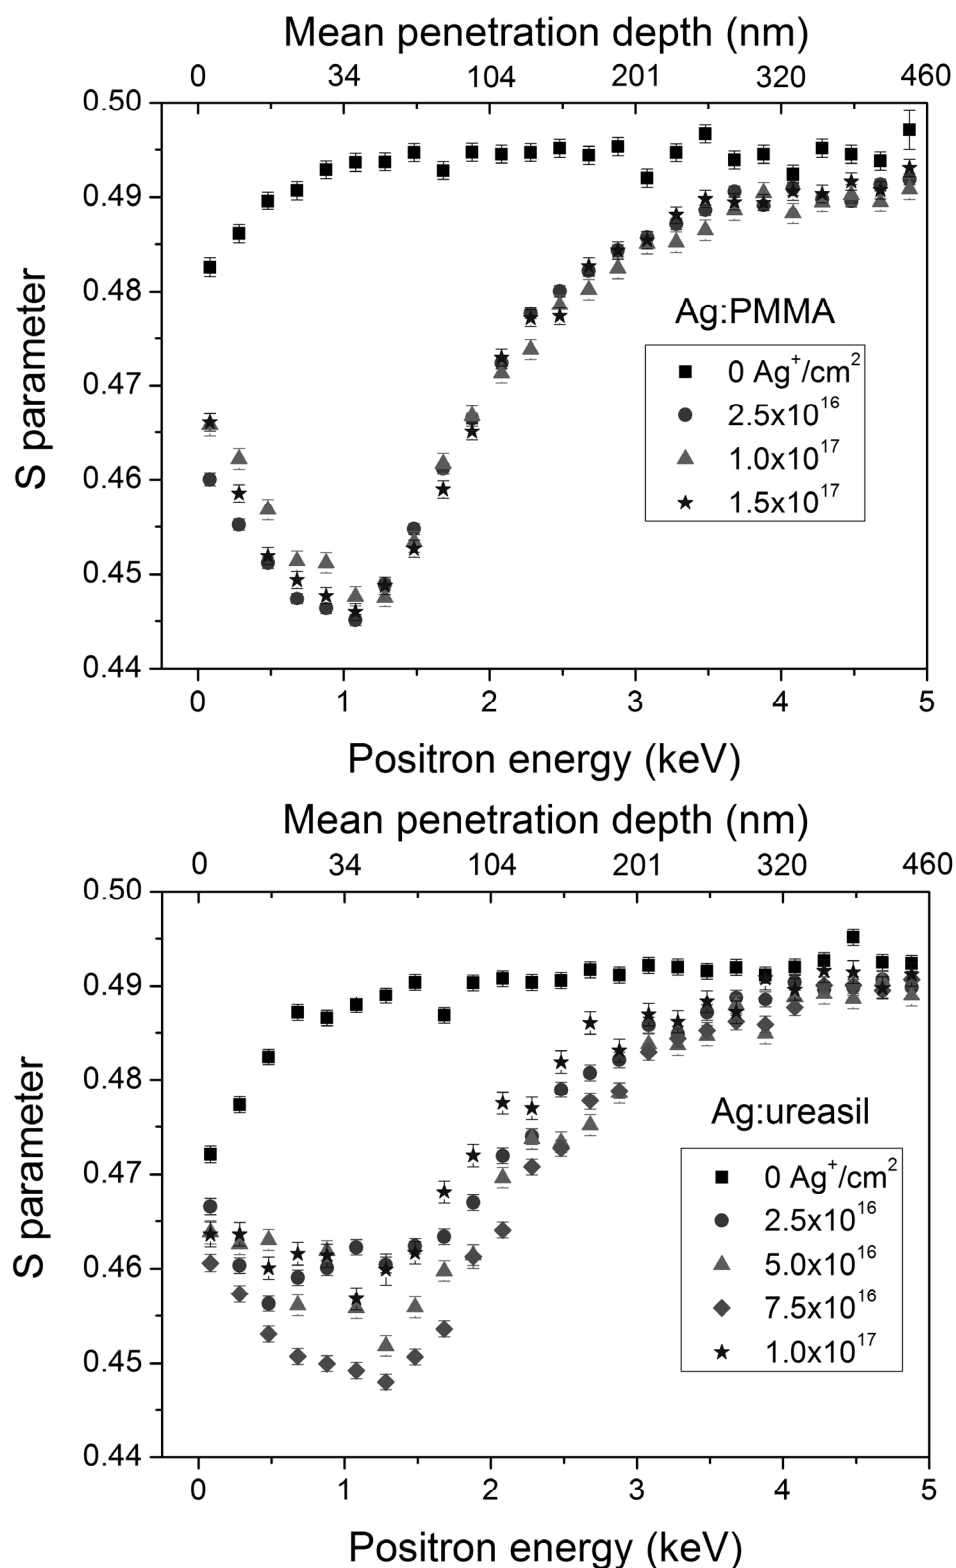 Mean penetration depth (nm)
0 34 104 201 320 460
0.50
0.49
0.48
0.47
0.46
0.45
0.44
S parameter
Ag:PMMA
0 Ag⁺/cm²
2.5x10¹⁶
1.0x10¹⁷
1.5x10¹⁷
0 1 2 3 4 5
Positron energy (keV)
Mean penetration depth (nm)
0 34 104 201 320 460
0.50
0.49
0.48
0.47
0.46
0.45
0.44
S parameter
Ag:ureasil
0 Ag⁺/cm²
2.5x10¹⁶
5.0x10¹⁶
7.5x10¹⁶
1.0x10¹⁷
0 1 2 3 4 5
Positron energy (keV)